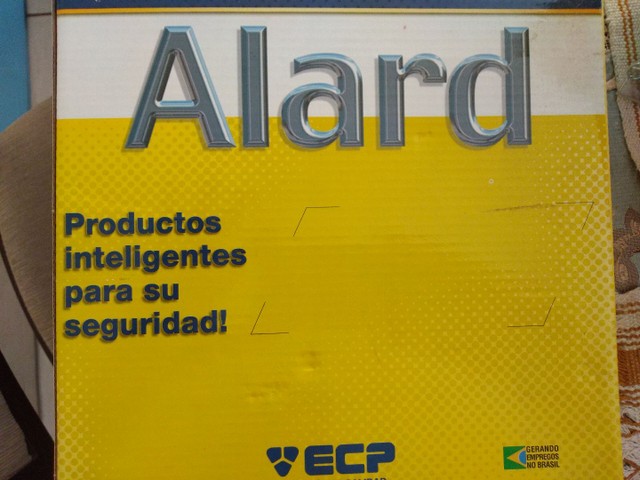 Alard
Productos
inteligentes
para su
seguridad!
ECP
GERANDO
EMPREGOS
NO BRASIL